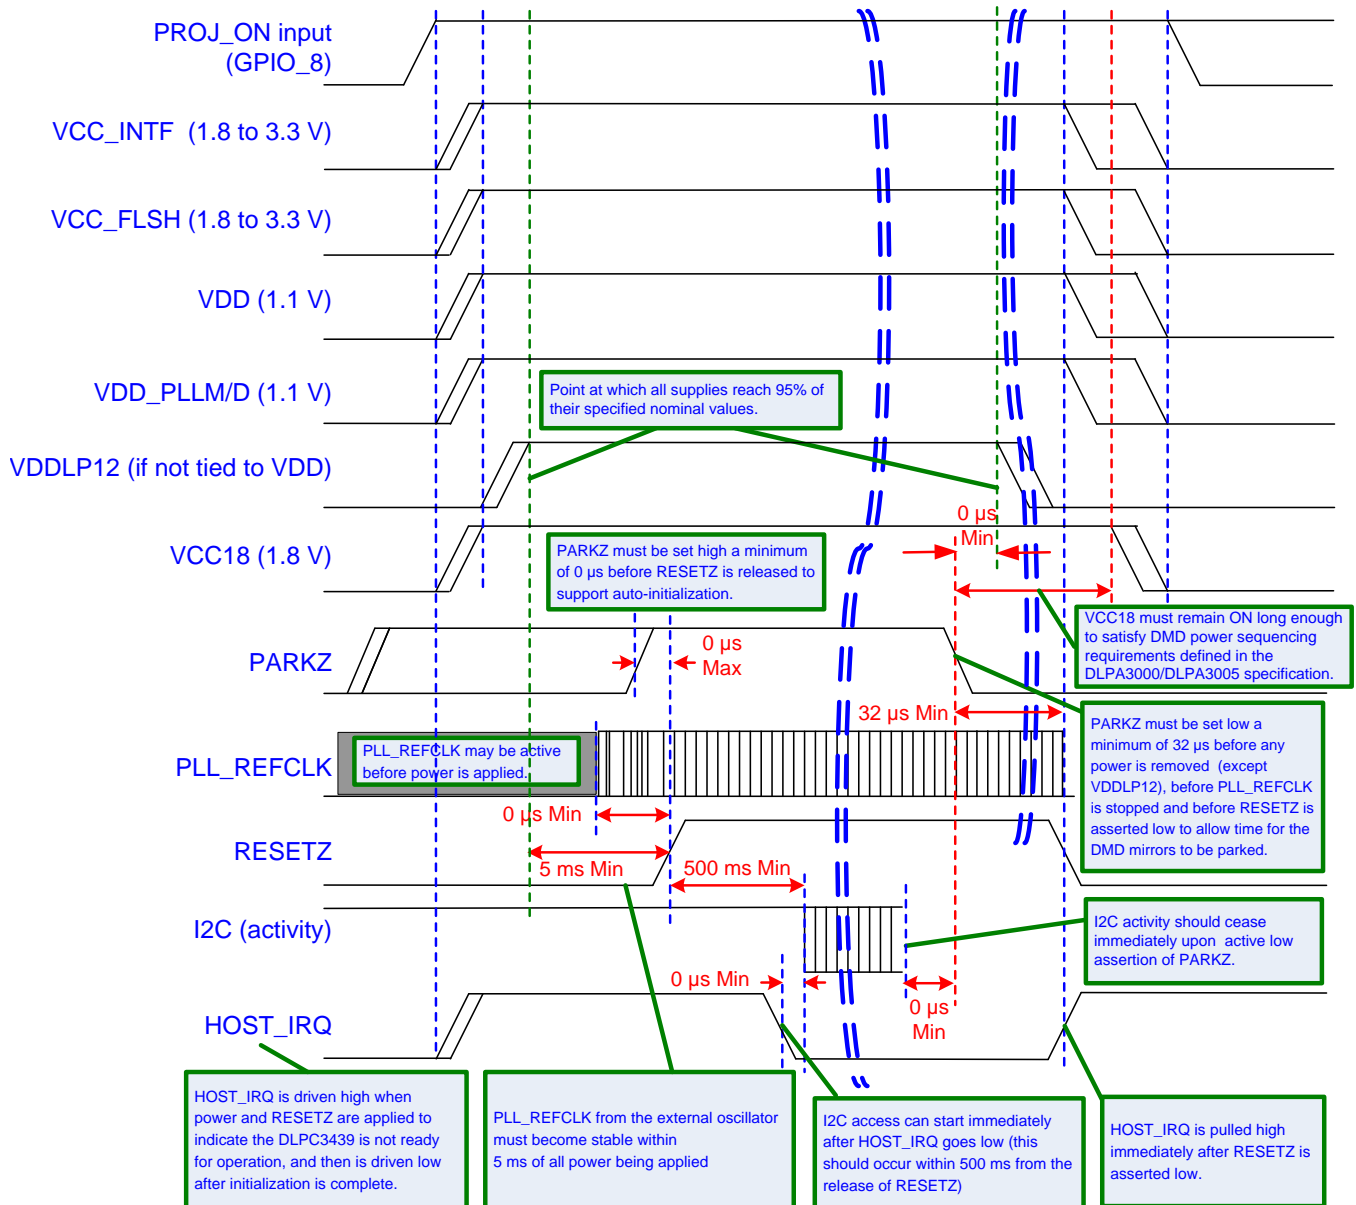 PROJ_ON input
(GPIO_8)
VCC_INTF (1.8 to 3.3 V)
VCC_FLSH (1.8 to 3.3 V)
VDD (1.1 V)
VDD_PLLM/D (1.1 V)
Point at which all supplies reach 95% of
their specified nominal values.
VDDLP12 (if not tied to VDD)
0 µs
Min
VCC18 (1.8 V)
PARKZ must be set high a minimum
of 0 µs before RESETZ is released to
support auto-initialization.
VCC18 must remain ON long enough
to satisfy DMD power sequencing
requirements defined in the
DLPA3000/DLPA3005 specification.
PARKZ
0 µs
Max
32 µs Min
PARKZ must be set low a
minimum of 32 µs before any
power is removed (except
VDDLP12), before PLL_REFCLK
is stopped and before RESETZ is
asserted low to allow time for the
DMD mirrors to be parked.
PLL_REFCLK
PLL_REFCLK may be active
before power is applied.
0 µs Min
RESETZ
5 ms Min
500 ms Min
I2C (activity)
I2C activity should cease
immediately upon active low
assertion of PARKZ.
0 µs Min
0 µs
Min
HOST_IRQ
HOST_IRQ is driven high when
power and RESETZ are applied to
indicate the DLPC3439 is not ready
for operation, and then is driven low
after initialization is complete.
PLL_REFCLK from the external oscillator
must become stable within
5 ms of all power being applied
I2C access can start immediately
after HOST_IRQ goes low (this
should occur within 500 ms from the
release of RESETZ)
HOST_IRQ is pulled high
immediately after RESETZ is
asserted low.